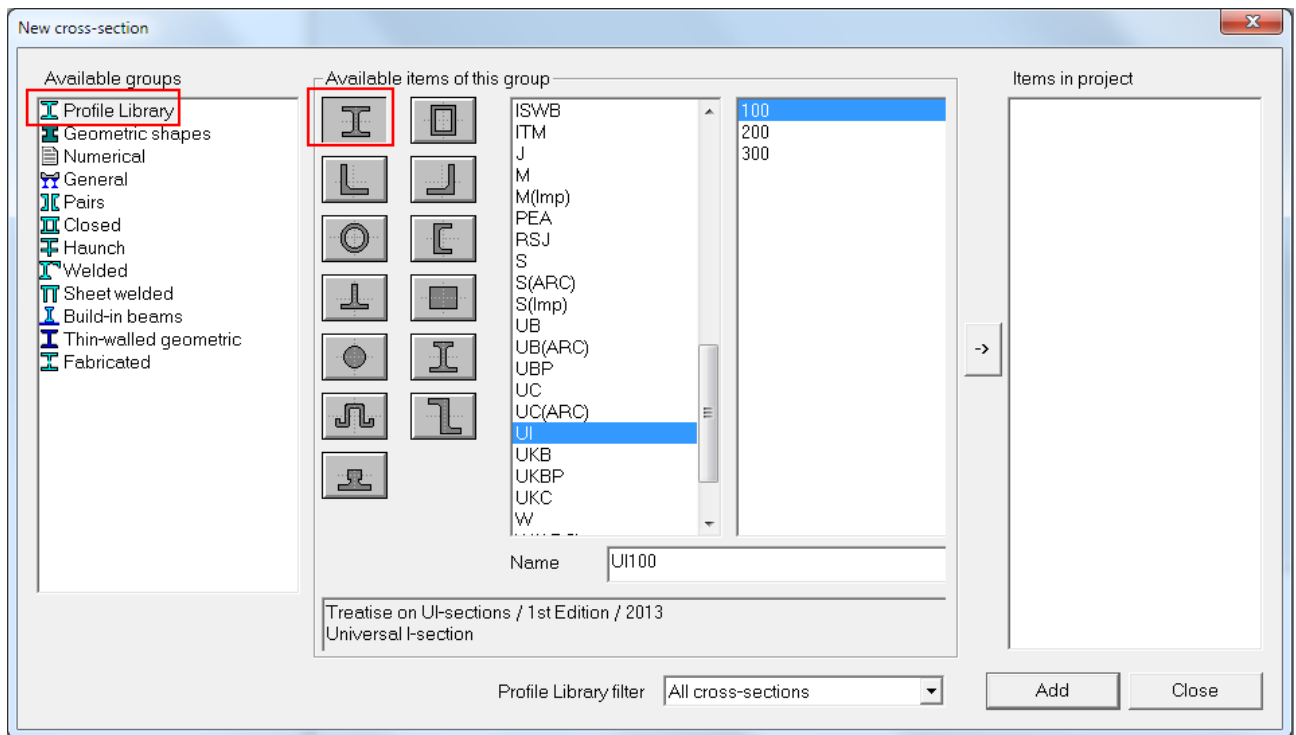 New cross-section
Available groups
Profile Library
Geometric shapes
Numerical
General
Pairs
Closed
Haunch
Welded
Sheet welded
Build-in beams
Thin-walled geometric
Fabricated
Available items of this group
ISWB
ITM
J
M
M(Imp)
PEA
RSJ
S
S(ARC)
S(Imp)
UB
UB(ARC)
UBP
UC
UC(ARC)
UI
UKB
UKBP
UKC
W
100
200
300
Name
UI100
Treatise on UI-sections / 1st Edition / 2013
Universal I-section
Items in project
->
Profile Library filter
All cross-sections
Add
Close